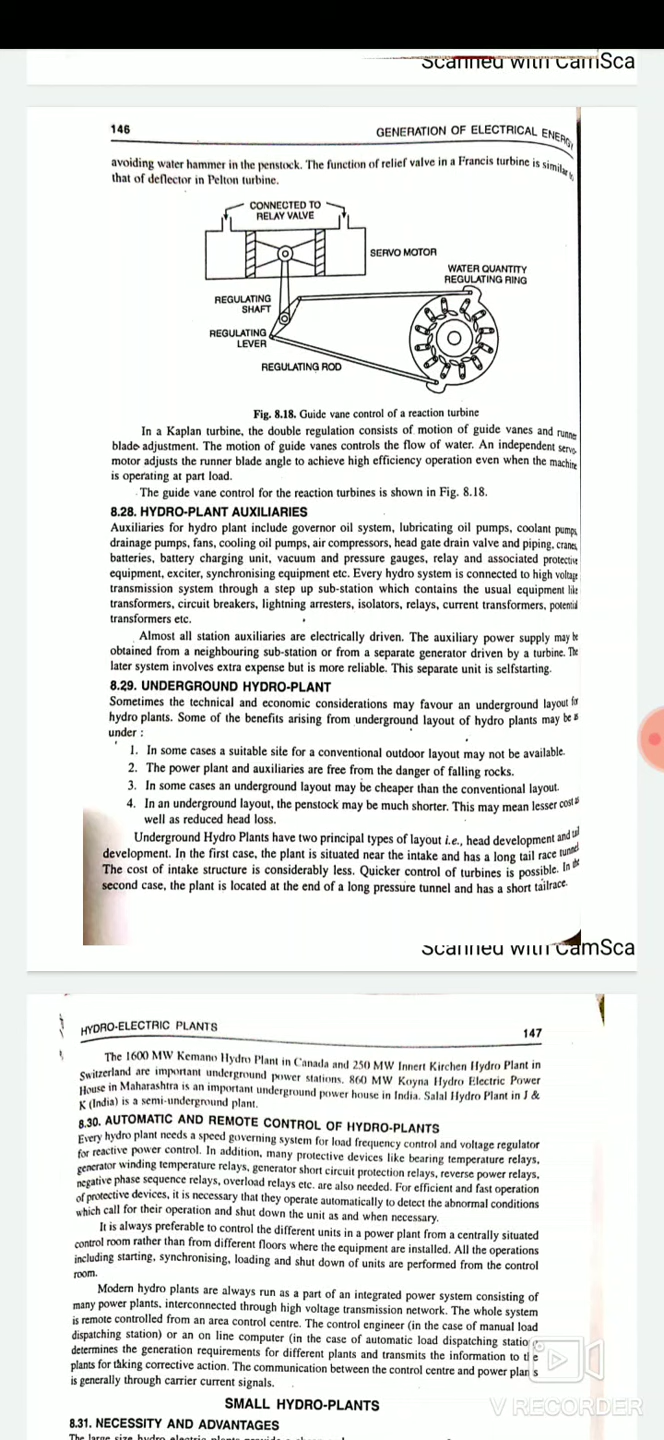 Scanned with CamSca
146
GENERATION OF ELECTRICAL ENERGY
avoiding water hammer in the penstock. The function of relief valve in a Francis turbine is similar to
that of deflector in Pelton turbine.
CONNECTED TO
RELAY VALVE
SERVO MOTOR
WATER QUANTITY
REGULATING RING
REGULATING
SHAFT
REGULATING
LEVER
REGULATING ROD
Fig. 8.18. Guide vane control of a reaction turbine
In a Kaplan turbine, the double regulation consists of motion of guide vanes and runne
blade adjustment. The motion of guide vanes controls the flow of water. An independent servo
motor adjusts the runner blade angle to achieve high efficiency operation even when the machine
is operating at part load.
The guide vane control for the reaction turbines is shown in Fig. 8.18.
8.28. HYDRO-PLANT AUXILIARIES
Auxiliaries for hydro plant include governor oil system, lubricating oil pumps, coolant pumps,
drainage pumps, fans, cooling oil pumps, air compressors, head gate drain valve and piping, cranes,
batteries, battery charging unit, vacuum and pressure gauges, relay and associated protective
equipment, exciter, synchronising equipment etc. Every hydro system is connected to high voltage
transmission system through a step up sub-station which contains the usual equipment like
transformers, circuit breakers, lightning arresters, isolators, relays, current transformers, potential
transformers etc.
Almost all station auxiliaries are electrically driven. The auxiliary power supply may be
obtained from a neighbouring sub-station or from a separate generator driven by a turbine. The
later system involves extra expense but is more reliable. This separate unit is selfstarting.
8.29. UNDERGROUND HYDRO-PLANT
Sometimes the technical and economic considerations may favour an underground layout for
hydro plants. Some of the benefits arising from underground layout of hydro plants may be as
under :
1. In some cases a suitable site for a conventional outdoor layout may not be available.
2. The power plant and auxiliaries are free from the danger of falling rocks.
3. In some cases an underground layout may be cheaper than the conventional layout.
4. In an underground layout, the penstock may be much shorter. This may mean lesser cost as
well as reduced head loss.
Underground Hydro Plants have two principal types of layout i.e., head development and tail
development. In the first case, the plant is situated near the intake and has a long tail race tunnel.
The cost of intake structure is considerably less. Quicker control of turbines is possible. In the
second case, the plant is located at the end of a long pressure tunnel and has a short tailrace.
Scanned with CamSca
HYDRO-ELECTRIC PLANTS
147
The 1600 MW Kemano Hydro Plant in Canada and 250 MW Innert Kirchen Hydro Plant in
Switzerland are important underground power stations. 860 MW Koyna Hydro Electric Power
House in Maharashtra is an important underground power house in India. Salal Hydro Plant in J &
K (India) is a semi-underground plant.
8.30. AUTOMATIC AND REMOTE CONTROL OF HYDRO-PLANTS
Every hydro plant needs a speed governing system for load frequency control and voltage regulator
for reactive power control. In addition, many protective devices like bearing temperature relays,
generator winding temperature relays, generator short circuit protection relays, reverse power relays,
negative phase sequence relays, overload relays etc. are also needed. For efficient and fast operation
of protective devices, it is necessary that they operate automatically to detect the abnormal conditions
which call for their operation and shut down the unit as and when necessary.
It is always preferable to control the different units in a power plant from a centrally situated
control room rather than from different floors where the equipment are installed. All the operations
including starting, synchronising, loading and shut down of units are performed from the control
room.
Modern hydro plants are always run as a part of an integrated power system consisting of
many power plants, interconnected through high voltage transmission network. The whole system
is remote controlled from an area control centre. The control engineer (in the case of manual load
dispatching station) or an on line computer (in the case of automatic load dispatching station)
determines the generation requirements for different plants and transmits the information to the
plants for taking corrective action. The communication between the control centre and power plants
is generally through carrier current signals.
V RECORDER
SMALL HYDRO-PLANTS
8.31. NECESSITY AND ADVANTAGES